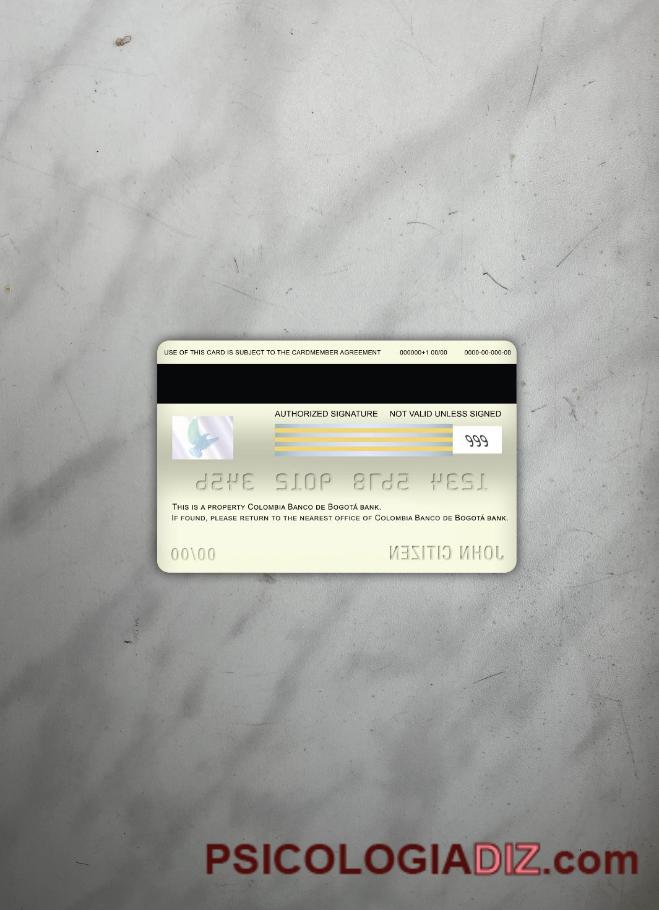 USE OF THIS CARD IS SUBJECT TO THE CARDMEMBER AGREEMENT 000000+1 00/00 0000-00-000-00
AUTHORIZED SIGNATURE NOT VALID UNLESS SIGNED
999
1234 5678 9012 3456
THIS IS A PROPERTY COLOMBIA BANCO DE BOGOTÁ BANK.
IF FOUND, PLEASE RETURN TO THE NEAREST OFFICE OF COLOMBIA BANCO DE BOGOTÁ BANK.
JOHN CITIZEN 00/00
PSICOLOGIADIZ.com